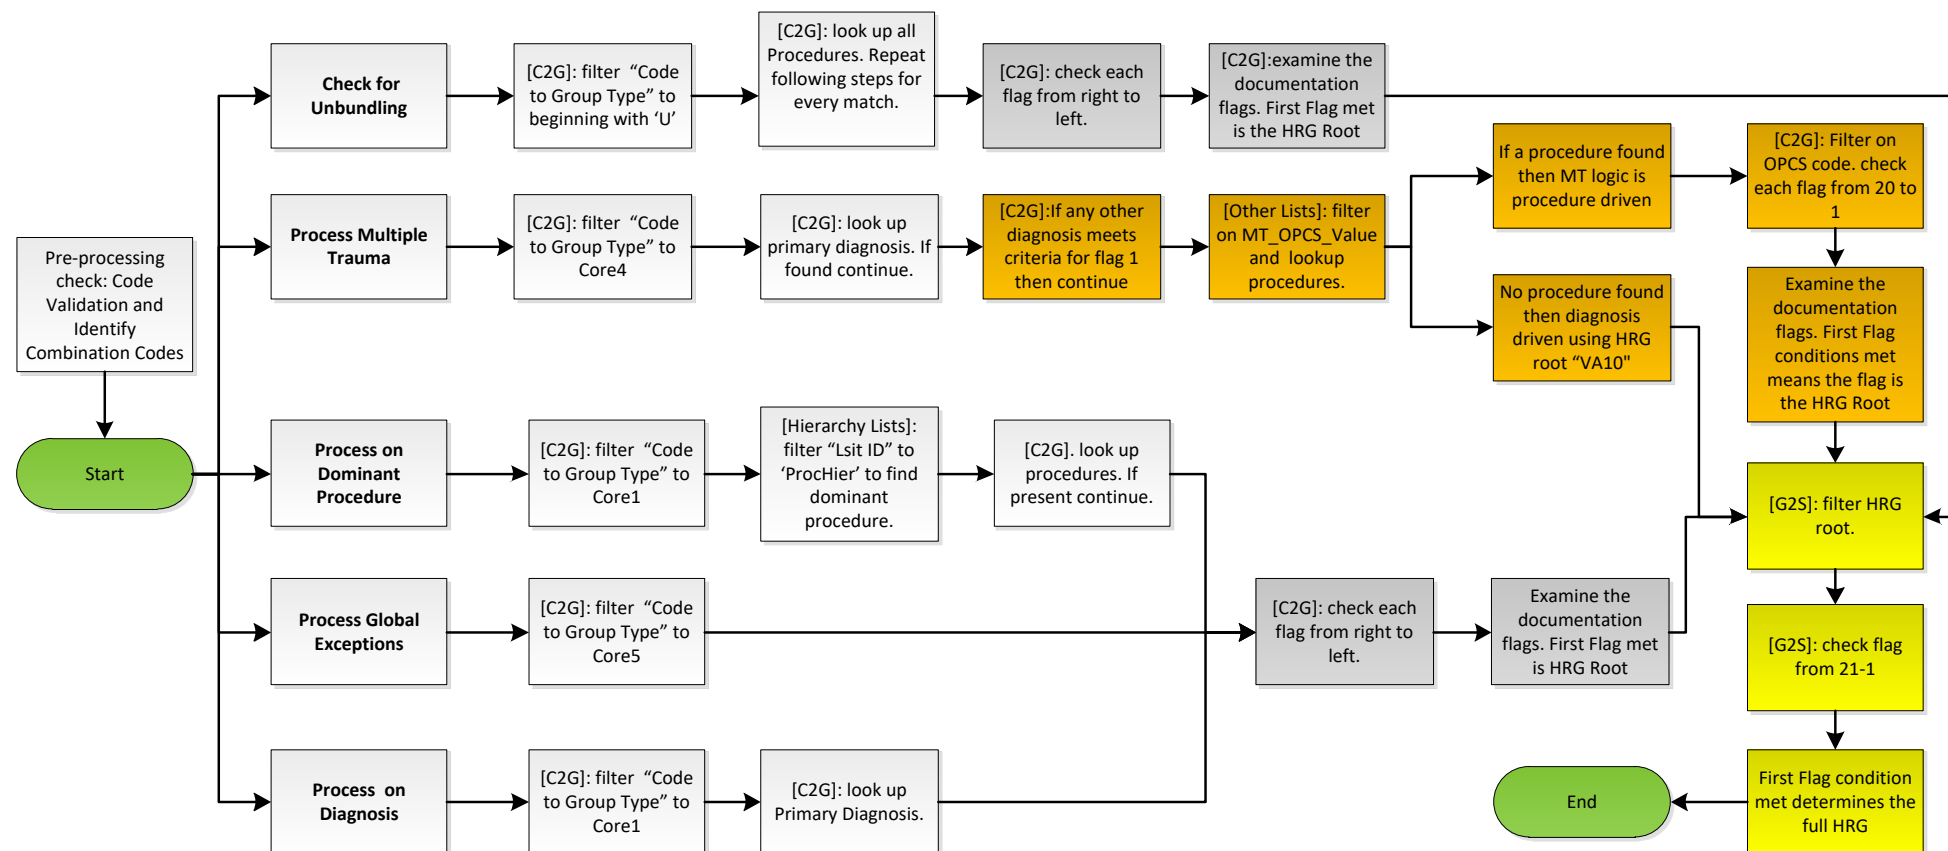 Pre-processing
check: Code
Validation and
Identify
Combination Codes
Start
Check for
Unbundling
[C2G]: filter “Code
to Group Type” to
beginning with ‘U’
[C2G]: look up all
Procedures. Repeat
following steps for
every match.
[C2G]: check each
flag from right to
left.
[C2G]:examine the
documentation
flags. First Flag met
is the HRG Root
Process Multiple
Trauma
[C2G]: filter “Code
to Group Type” to
Core4
[C2G]: look up
primary diagnosis. If
found continue.
[C2G]:If any other
diagnosis meets
criteria for flag 1
then continue
[Other Lists]: filter
on MT_OPCS_Value
and lookup
procedures.
If a procedure found
then MT logic is
procedure driven
[C2G]: Filter on
OPCS code. check
each flag from 20 to
1
No procedure found
then diagnosis
driven using HRG
root “VA10"
Examine the
documentation
flags. First Flag
conditions met
means the flag is
the HRG Root
Process on
Dominant
Procedure
[C2G]: filter “Code
to Group Type” to
Core1
[Hierarchy Lists]:
filter “Lsit ID” to
‘ProcHier’ to find
dominant
procedure.
[C2G]. look up
procedures. If
present continue.
[G2S]: filter HRG
root.
Process Global
Exceptions
[C2G]: filter “Code
to Group Type” to
Core5
[C2G]: check each
flag from right to
left.
Examine the
documentation
flags. First Flag met
is HRG Root
[G2S]: check flag
from 21-1
Process on
Diagnosis
[C2G]: filter “Code
to Group Type” to
Core1
[C2G]: look up
Primary Diagnosis.
End
First Flag condition
met determines the
full HRG